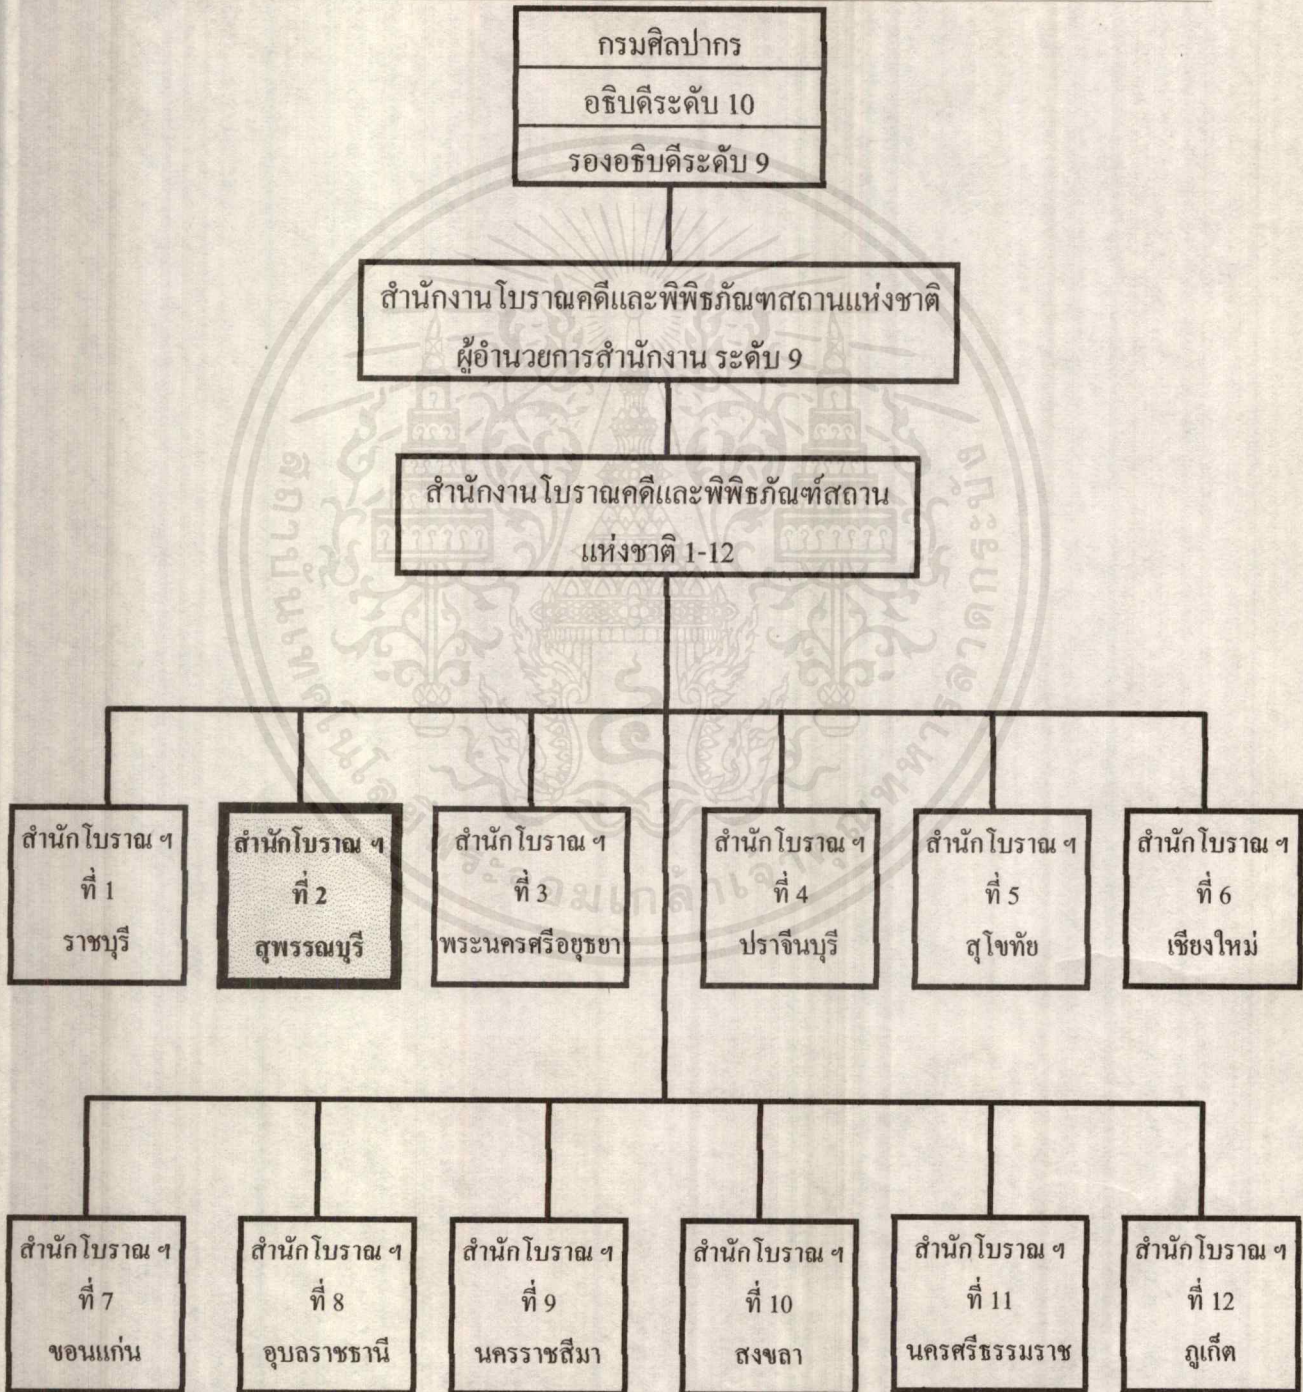 กรมศิลปากร
อธิบดีระดับ 10
รองอธิบดีระดับ 9
สำนักงานโบราณคดีและพิพิธภัณฑสถานแห่งชาติ
ผู้อำนวยการสำนักงาน ระดับ 9
สำนักงานโบราณคดีและพิพิธภัณฑ์สถาน
แห่งชาติ 1-12
สำนักโบราณ ฯ
ที่ 1
ราชบุรี
สำนักโบราณ ฯ
ที่ 2
สุพรรณบุรี
สำนักโบราณ ฯ
ที่ 3
พระนครศรีอยุธยา
สำนักโบราณ ฯ
ที่ 4
ปราจีนบุรี
สำนักโบราณ ฯ
ที่ 5
สุโขทัย
สำนักโบราณ ฯ
ที่ 6
เชียงใหม่
สำนักโบราณ ฯ
ที่ 7
ขอนแก่น
สำนักโบราณ ฯ
ที่ 8
อุบลราชธานี
สำนักโบราณ ฯ
ที่ 9
นครราชสีมา
สำนักโบราณ ฯ
ที่ 10
สงขลา
สำนักโบราณ ฯ
ที่ 11
นครศรีธรรมราช
สำนักโบราณ ฯ
ที่ 12
ภูเก็ต